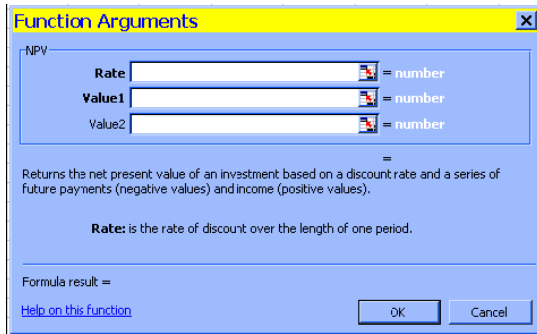 Function Arguments
NPV
Rate = number
Value1 = number
Value2 = number
=
Returns the net present value of an investment based on a discount rate and a series of
future payments (negative values) and income (positive values).
Rate: is the rate of discount over the length of one period.
Formula result =
Help on this function OK Cancel